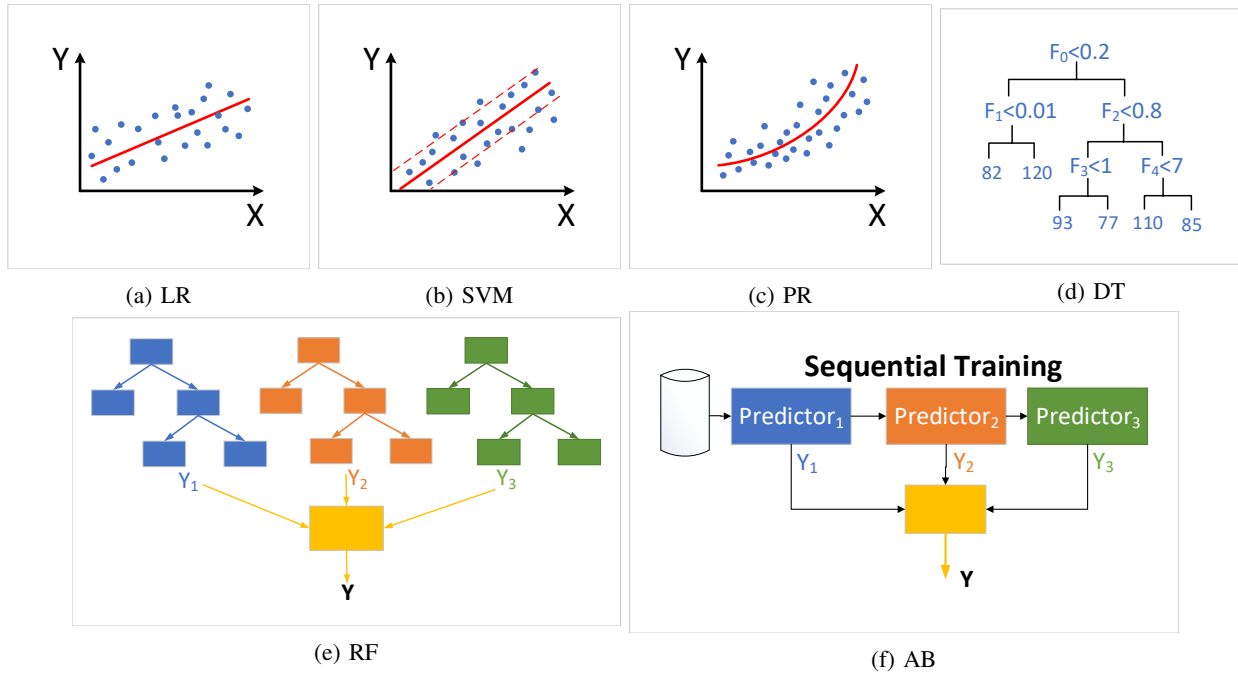 Y
X
(a) LR
Y
X
(b) SVM
Y
X
(c) PR
F₀<0.2
F₁<0.01 F₂<0.8
82 120 F₃<1 F₄<7
93 77 110 85
(d) DT
Y₁ Y₂ Y₃
Y
(e) RF
Sequential Training
Predictor₁ Predictor₂ Predictor₃
Y₁ Y₂ Y₃
Y
(f) AB